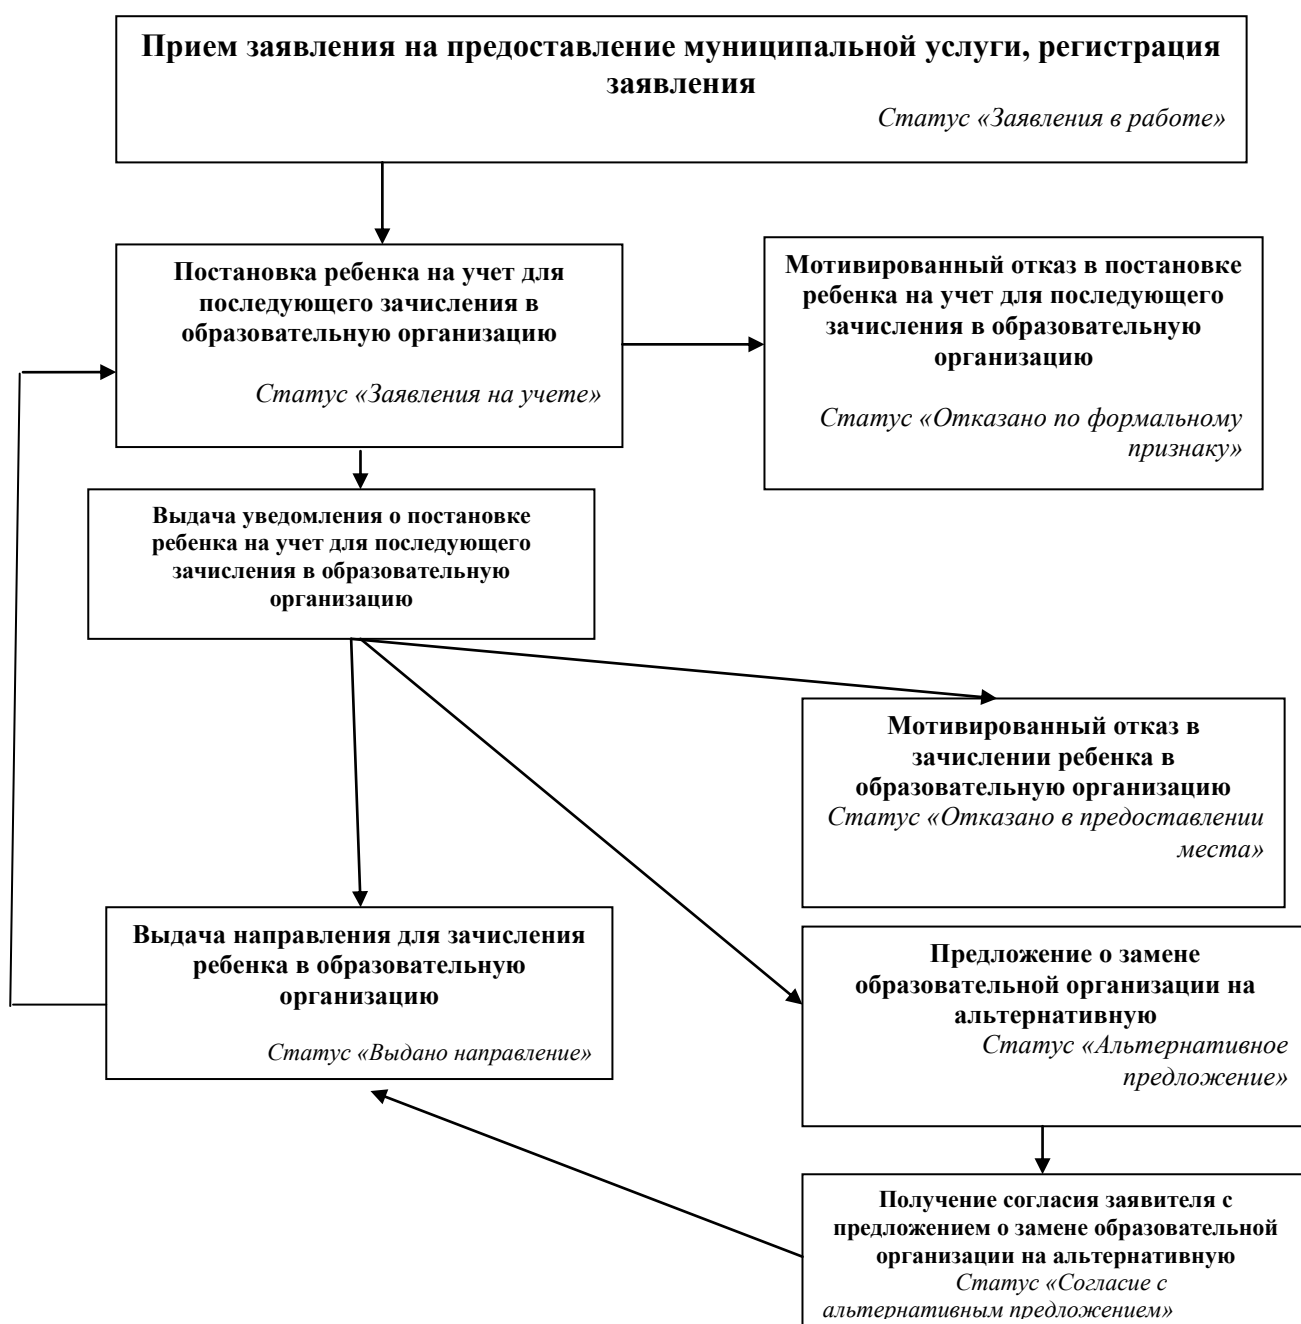 Прием заявления на предоставление муниципальной услуги, регистрация
заявления
Статус «Заявления в работе»
Постановка ребенка на учет для
последующего зачисления в
образовательную организацию
Статус «Заявления на учете»
Мотивированный отказ в постановке
ребенка на учет для последующего
зачисления в образовательную
организацию
Статус «Отказано по формальному
признаку»
Выдача уведомления о постановке
ребенка на учет для последующего
зачисления в образовательную
организацию
Мотивированный отказ в
зачислении ребенка в
образовательную организацию
Статус «Отказано в предоставлении
места»
Выдача направления для зачисления
ребенка в образовательную
организацию
Статус «Выдано направление»
Предложение о замене
образовательной организации на
альтернативную
Статус «Альтернативное
предложение»
Получение согласия заявителя с
предложением о замене образовательной
организации на альтернативную
Статус «Согласие с
альтернативным предложением»